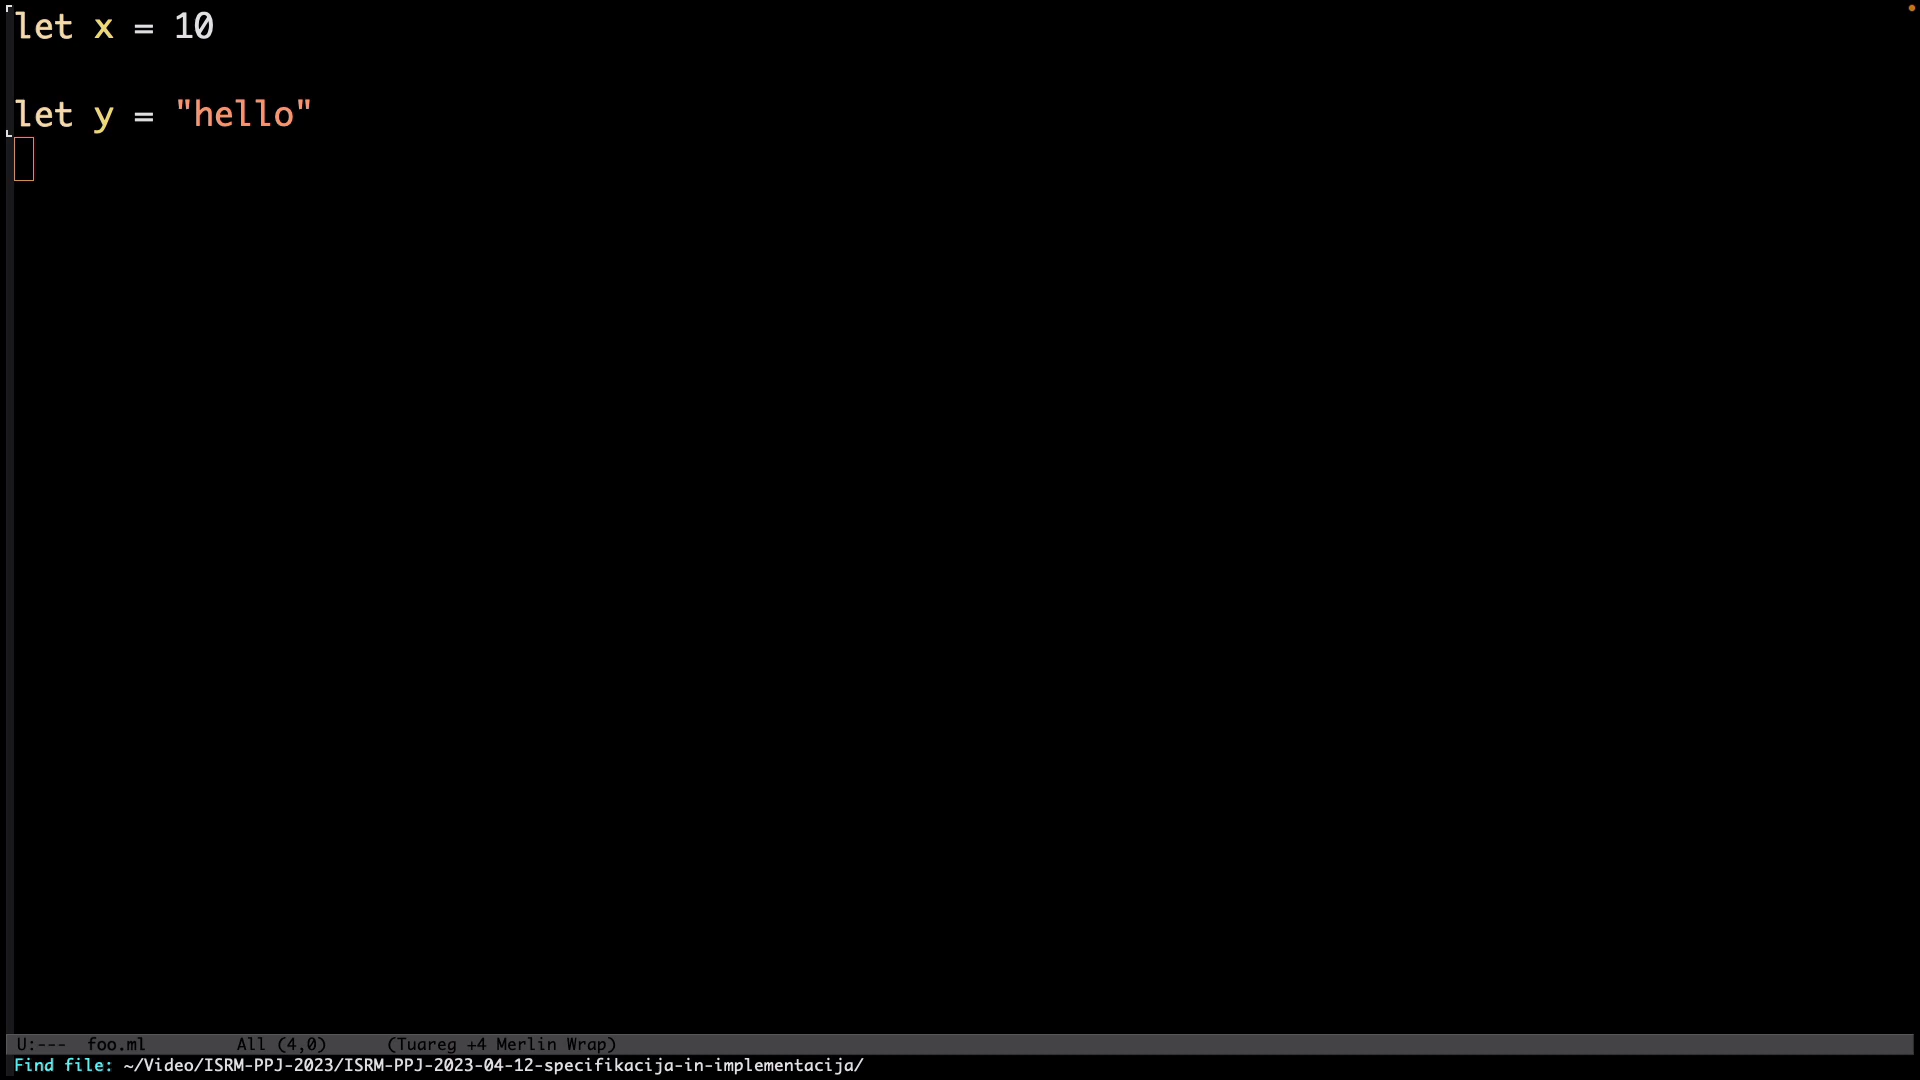 let x = 10
let y = "hello"
U:--- foo.ml All (4,0) (Tuareg +4 Merlin Wrap)
Find file: ~/Video/ISRM-PPJ-2023/ISRM-PPJ-2023-04-12-specifikacija-in-implementacija/